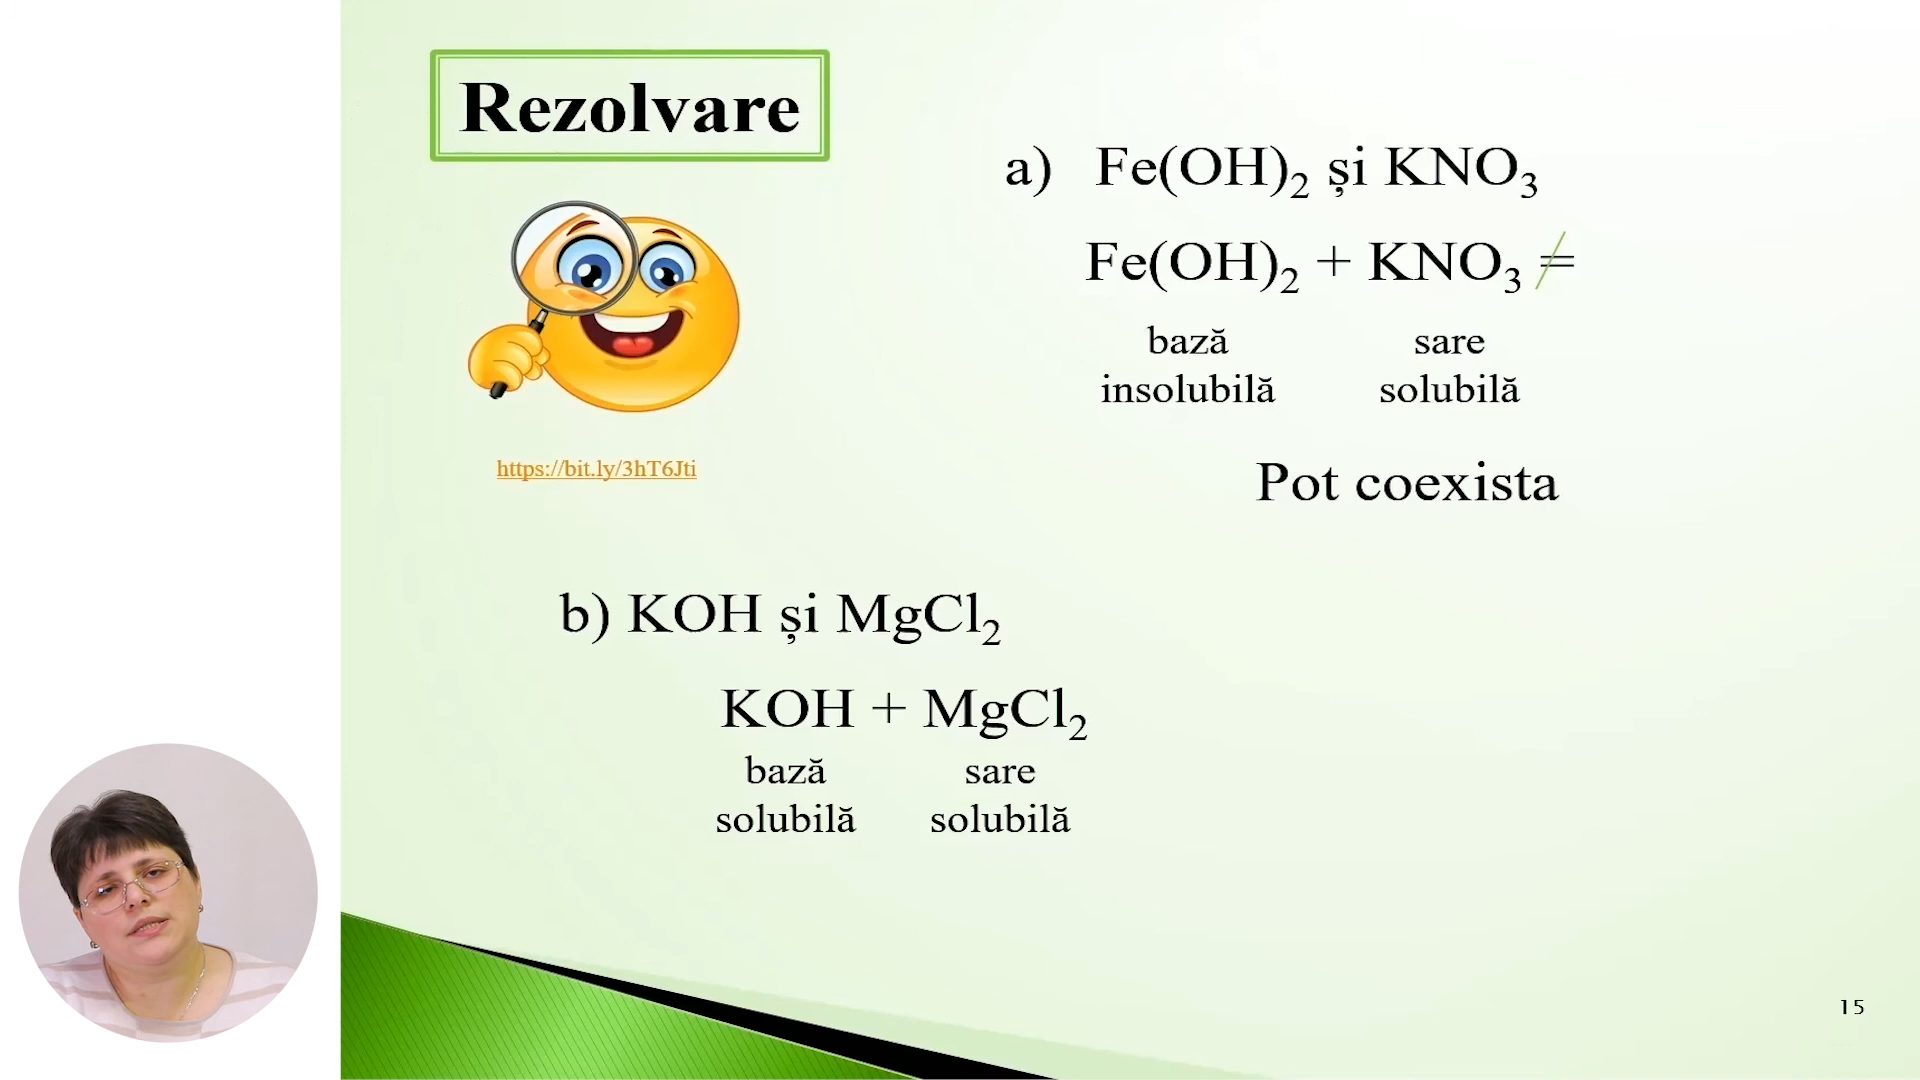 Rezolvare
a) Fe(OH)₂ și KNO₃
Fe(OH)₂ + KNO₃ ≠
bază sare
insolubilă solubilă
https://bit.ly/3hT6Jti
Pot coexista
b) KOH și MgCl₂
KOH + MgCl₂
bază sare
solubilă solubilă
15